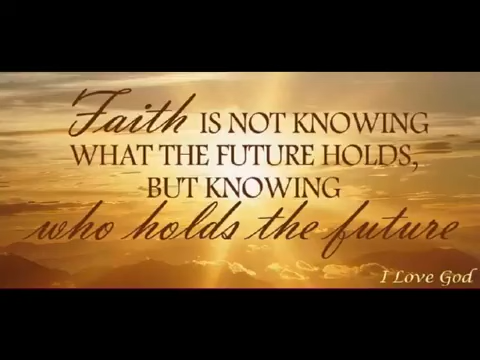 Faith IS NOT KNOWING
WHAT THE FUTURE HOLDS,
BUT KNOWING
who holds the future
I Love God